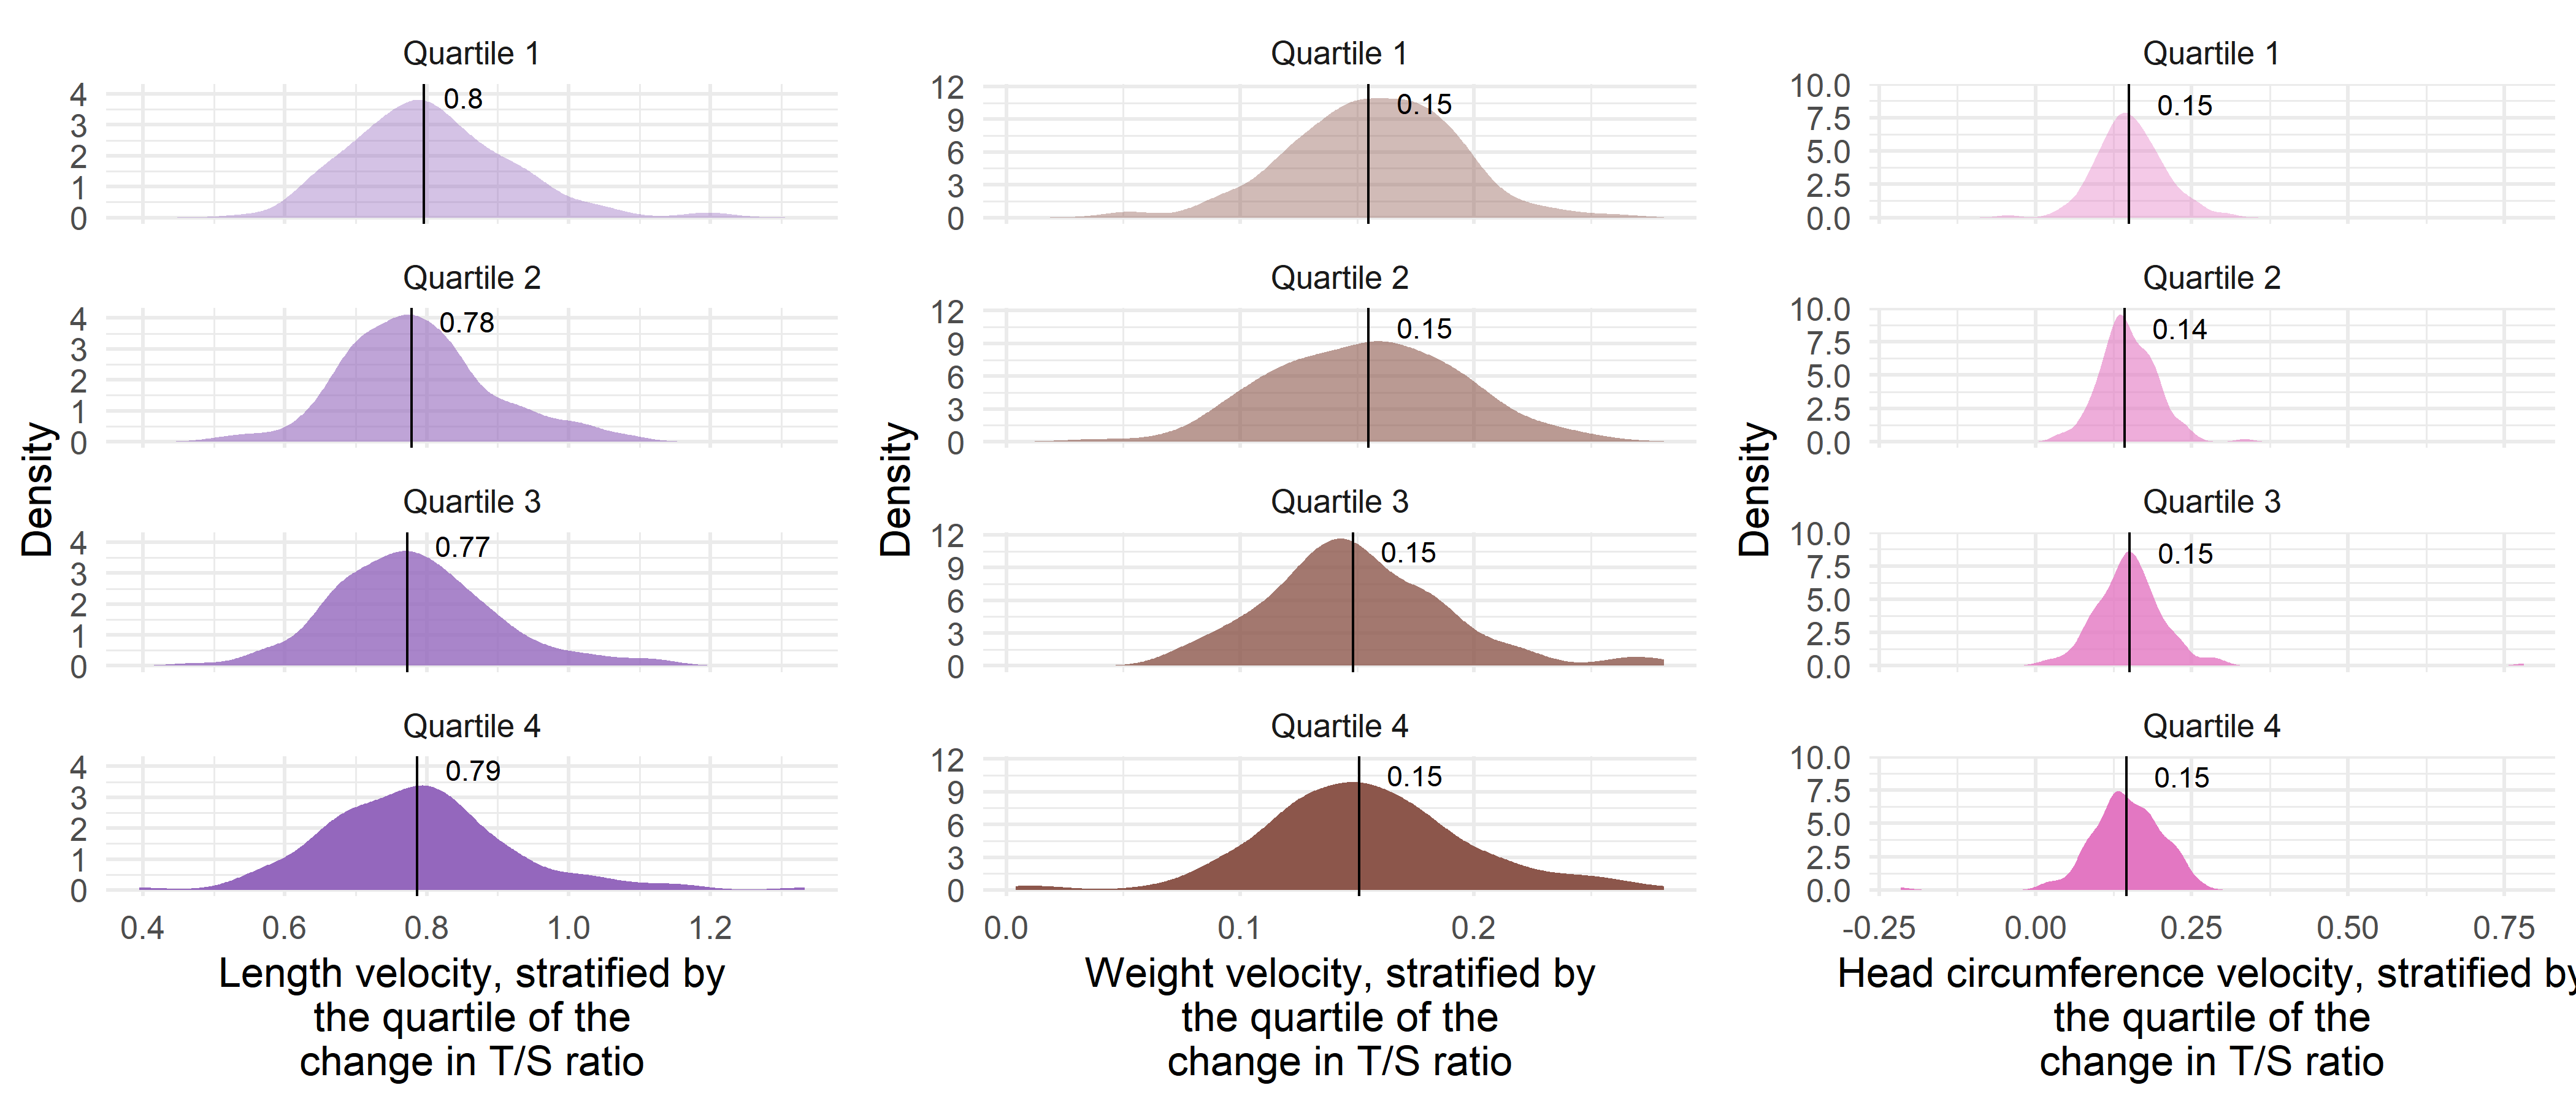 Quartile 1
4
3
2
1
0
0.8
Quartile 2
4
3
2
1
0
0.78
Quartile 3
4
3
2
1
0
0.77
Quartile 4
4
3
2
1
0
0.79
Density
0.4 0.6 0.8 1.0 1.2
Length velocity, stratified by
the quartile of the
change in T/S ratio
Quartile 1
12
9
6
3
0
0.15
Quartile 2
12
9
6
3
0
0.15
Quartile 3
12
9
6
3
0
0.15
Quartile 4
12
9
6
3
0
0.15
Density
0.0 0.1 0.2
Weight velocity, stratified by
the quartile of the
change in T/S ratio
Quartile 1
10.0
7.5
5.0
2.5
0.0
0.15
Quartile 2
10.0
7.5
5.0
2.5
0.0
0.14
Quartile 3
10.0
7.5
5.0
2.5
0.0
0.15
Quartile 4
10.0
7.5
5.0
2.5
0.0
0.15
Density
-0.25 0.00 0.25 0.50 0.75
Head circumference velocity, stratified by
the quartile of the
change in T/S ratio